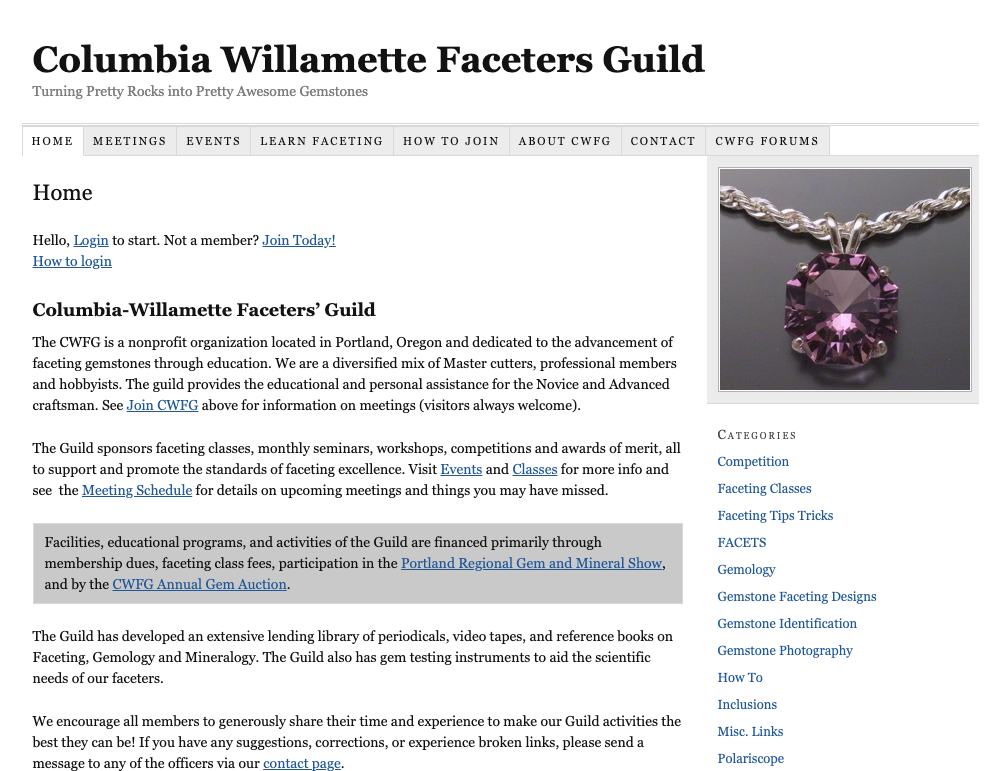 Columbia Willamette Faceters Guild
Turning Pretty Rocks into Pretty Awesome Gemstones
HOME
MEETINGS
EVENTS
LEARN FACETING
HOW TO JOIN
ABOUT CWFG
CONTACT
CWFG FORUMS
Home
Hello, Login to start. Not a member? Join Today!
How to login
Columbia-Willamette Faceters’ Guild
The CWFG is a nonprofit organization located in Portland, Oregon and dedicated to the advancement of
faceting gemstones through education. We are a diversified mix of Master cutters, professional members
and hobbyists. The guild provides the educational and personal assistance for the Novice and Advanced
craftsman. See Join CWFG above for information on meetings (visitors always welcome).
The Guild sponsors faceting classes, monthly seminars, workshops, competitions and awards of merit, all
to support and promote the standards of faceting excellence. Visit Events and Classes for more info and
see  the Meeting Schedule for details on upcoming meetings and things you may have missed.
Facilities, educational programs, and activities of the Guild are financed primarily through
membership dues, faceting class fees, participation in the Portland Regional Gem and Mineral Show,
and by the CWFG Annual Gem Auction.
The Guild has developed an extensive lending library of periodicals, video tapes, and reference books on
Faceting, Gemology and Mineralogy. The Guild also has gem testing instruments to aid the scientific
needs of our faceters.
We encourage all members to generously share their time and experience to make our Guild activities the
best they can be! If you have any suggestions, corrections, or experience broken links, please send a
message to any of the officers via our contact page.
Categories
Competition
Faceting Classes
Faceting Tips Tricks
FACETS
Gemology
Gemstone Faceting Designs
Gemstone Identification
Gemstone Photography
How To
Inclusions
Misc. Links
Polariscope